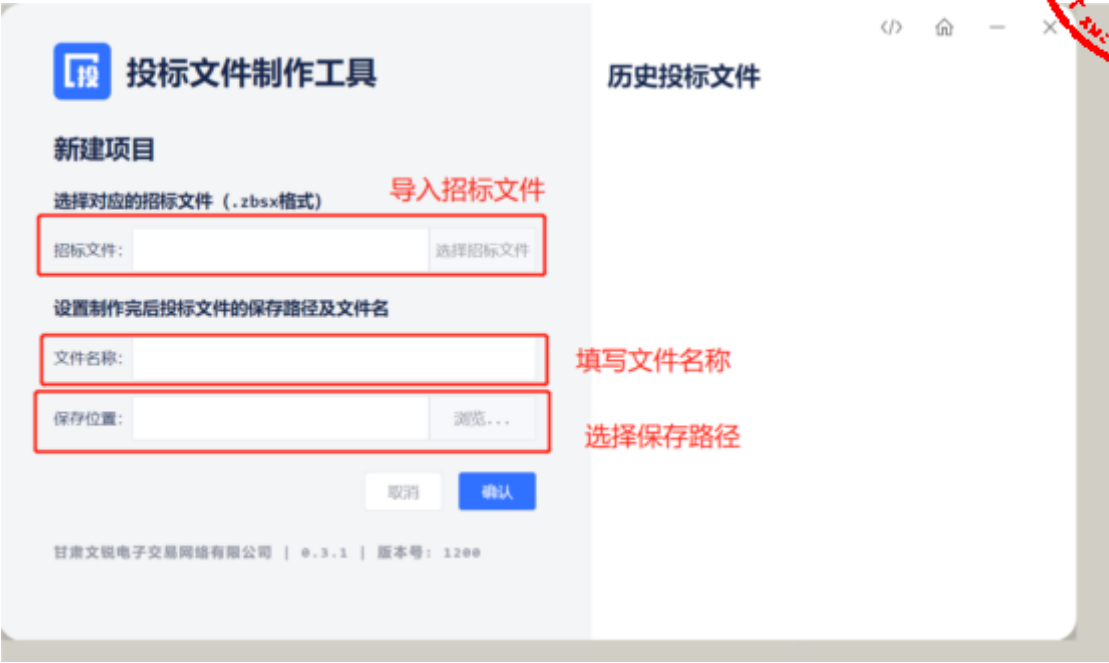 投标文件制作工具
新建项目
选择对应的招标文件（.zbsx格式）
导入招标文件
招标文件：
选择招标文件
设置制作完后投标文件的保存路径及文件名
文件名称：
填写文件名称
保存位置：
浏览...
选择保存路径
取消
确认
甘肃文锐电子交易网络有限公司 | 0.3.1 | 版本号：1200
</>
历史投标文件